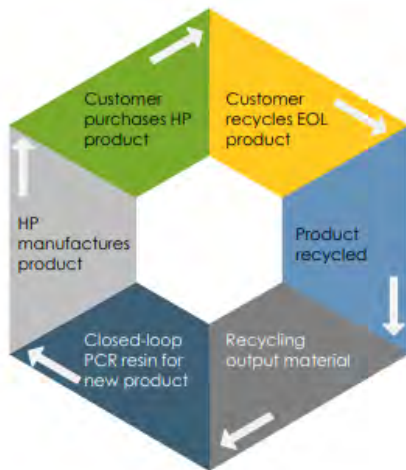 Customer
purchases HP
product
Customer
recycles EOL
product
Product
recycled
Recycling
output material
Closed-loop
PCR resin for
new product
HP
manufactures
product